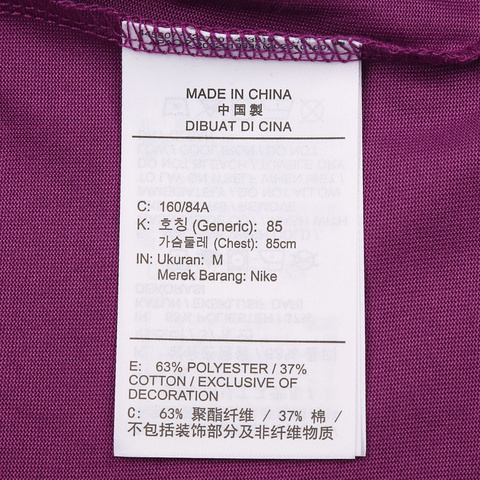 MADE IN CHINA
中国製
DIBUAT DI CINA
C: 160/84A
K: 호칭 (Generic): 85
가슴둘레 (Chest): 85cm
IN: Ukuran: M
Merek Barang: Nike
E: 63% POLYESTER / 37%
COTTON / EXCLUSIVE OF
DECORATION
C: 63% 聚酯纤维 / 37% 棉 /
不包括装饰部分及非纤维物质